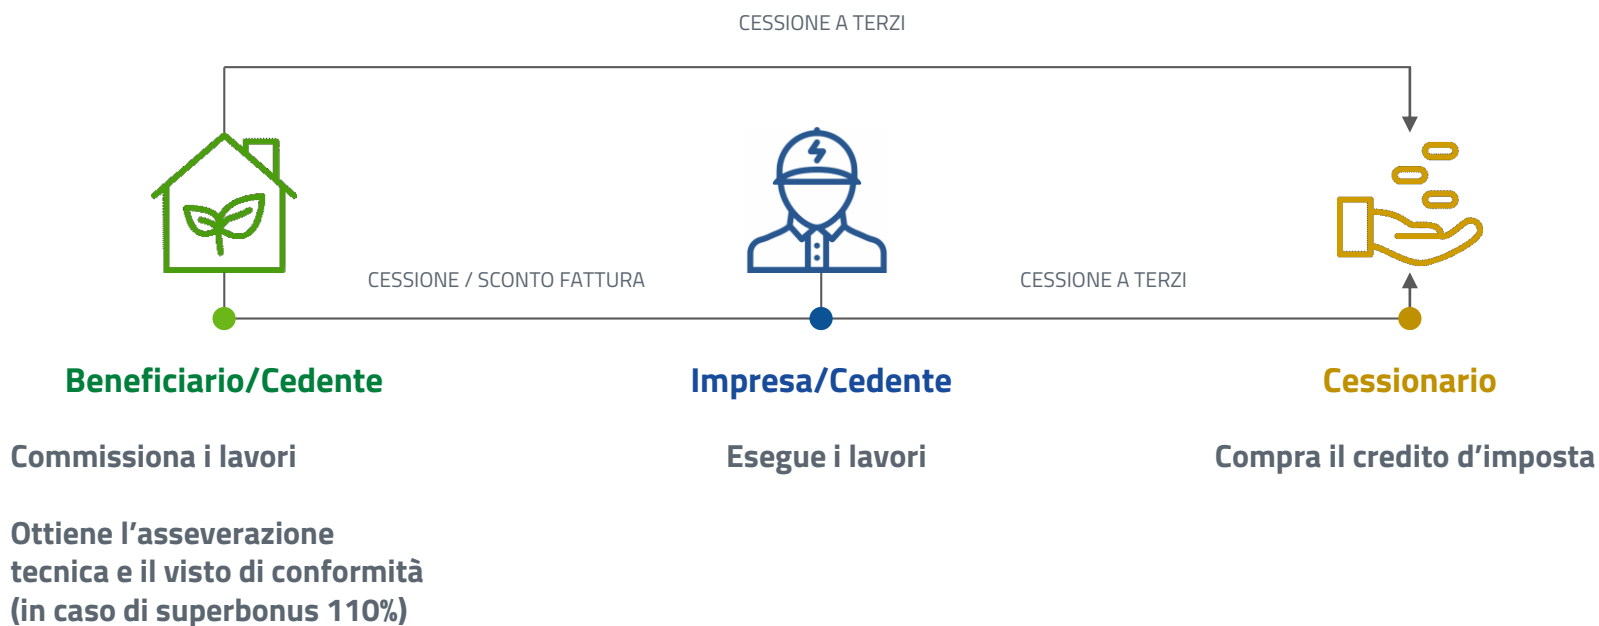 CESSIONE A TERZI
CESSIONE / SCONTO FATTURA
CESSIONE A TERZI
Beneficiario/Cedente
Impresa/Cedente
Cessionario
Commissiona i lavori
Esegue i lavori
Compra il credito d’imposta
Ottiene l’asseverazione
tecnica e il visto di conformità
(in caso di superbonus 110%)